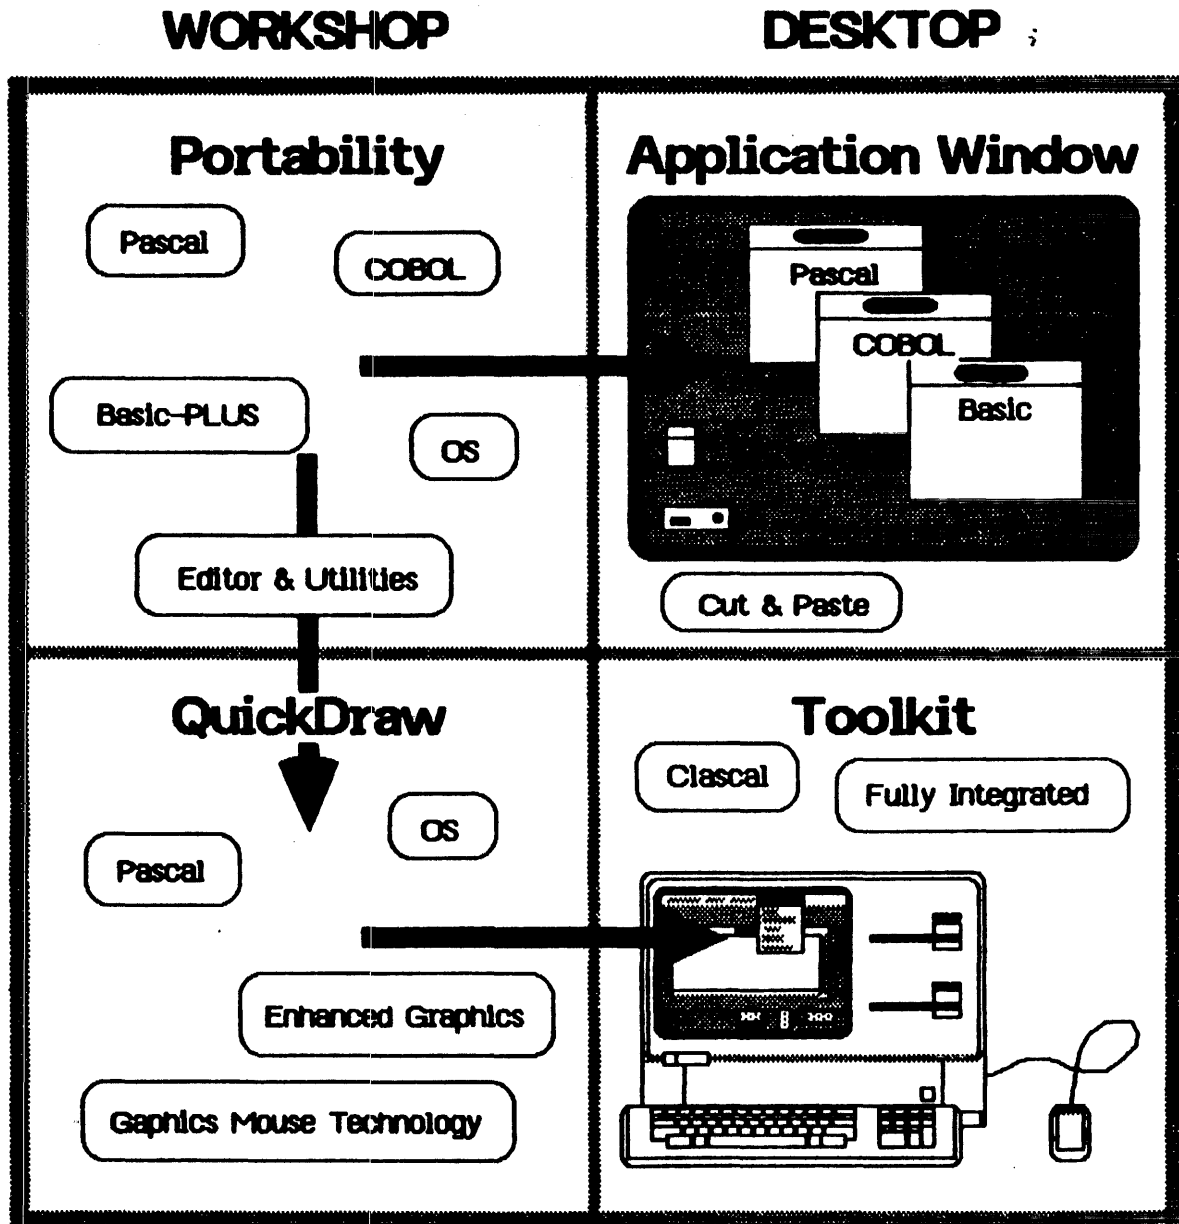 WORKSHOP
DESKTOP
Portability
Pascal
COBOL
Basic-PLUS
OS
Editor & Utilities
Application Window
Pascal
COBOL
Basic
Cut & Paste
QuickDraw
OS
Pascal
Enhanced Graphics
Gaphics Mouse Technology
Toolkit
Clascal
Fully Integrated